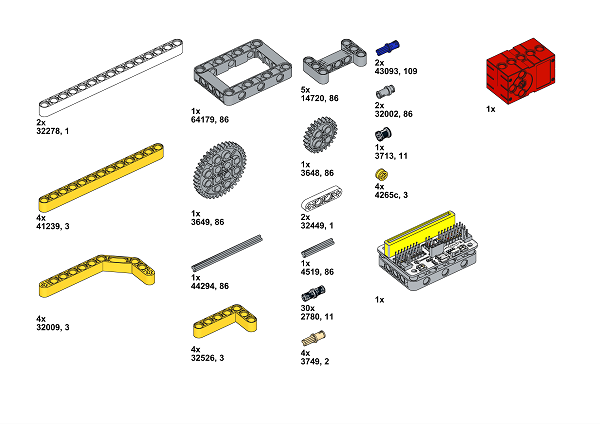 2x
32278, 1
4x
41239, 3
4x
32009, 3
1x
64179, 86
1x
3649, 86
1x
44294, 86
4x
32526, 3
5x
14720, 86
1x
3648, 86
2x
32449, 1
1x
4519, 86
30x
2780, 11
4x
3749, 2
2x
43093, 109
2x
32002, 86
1x
3713, 11
4x
4265c, 3
1x
1x